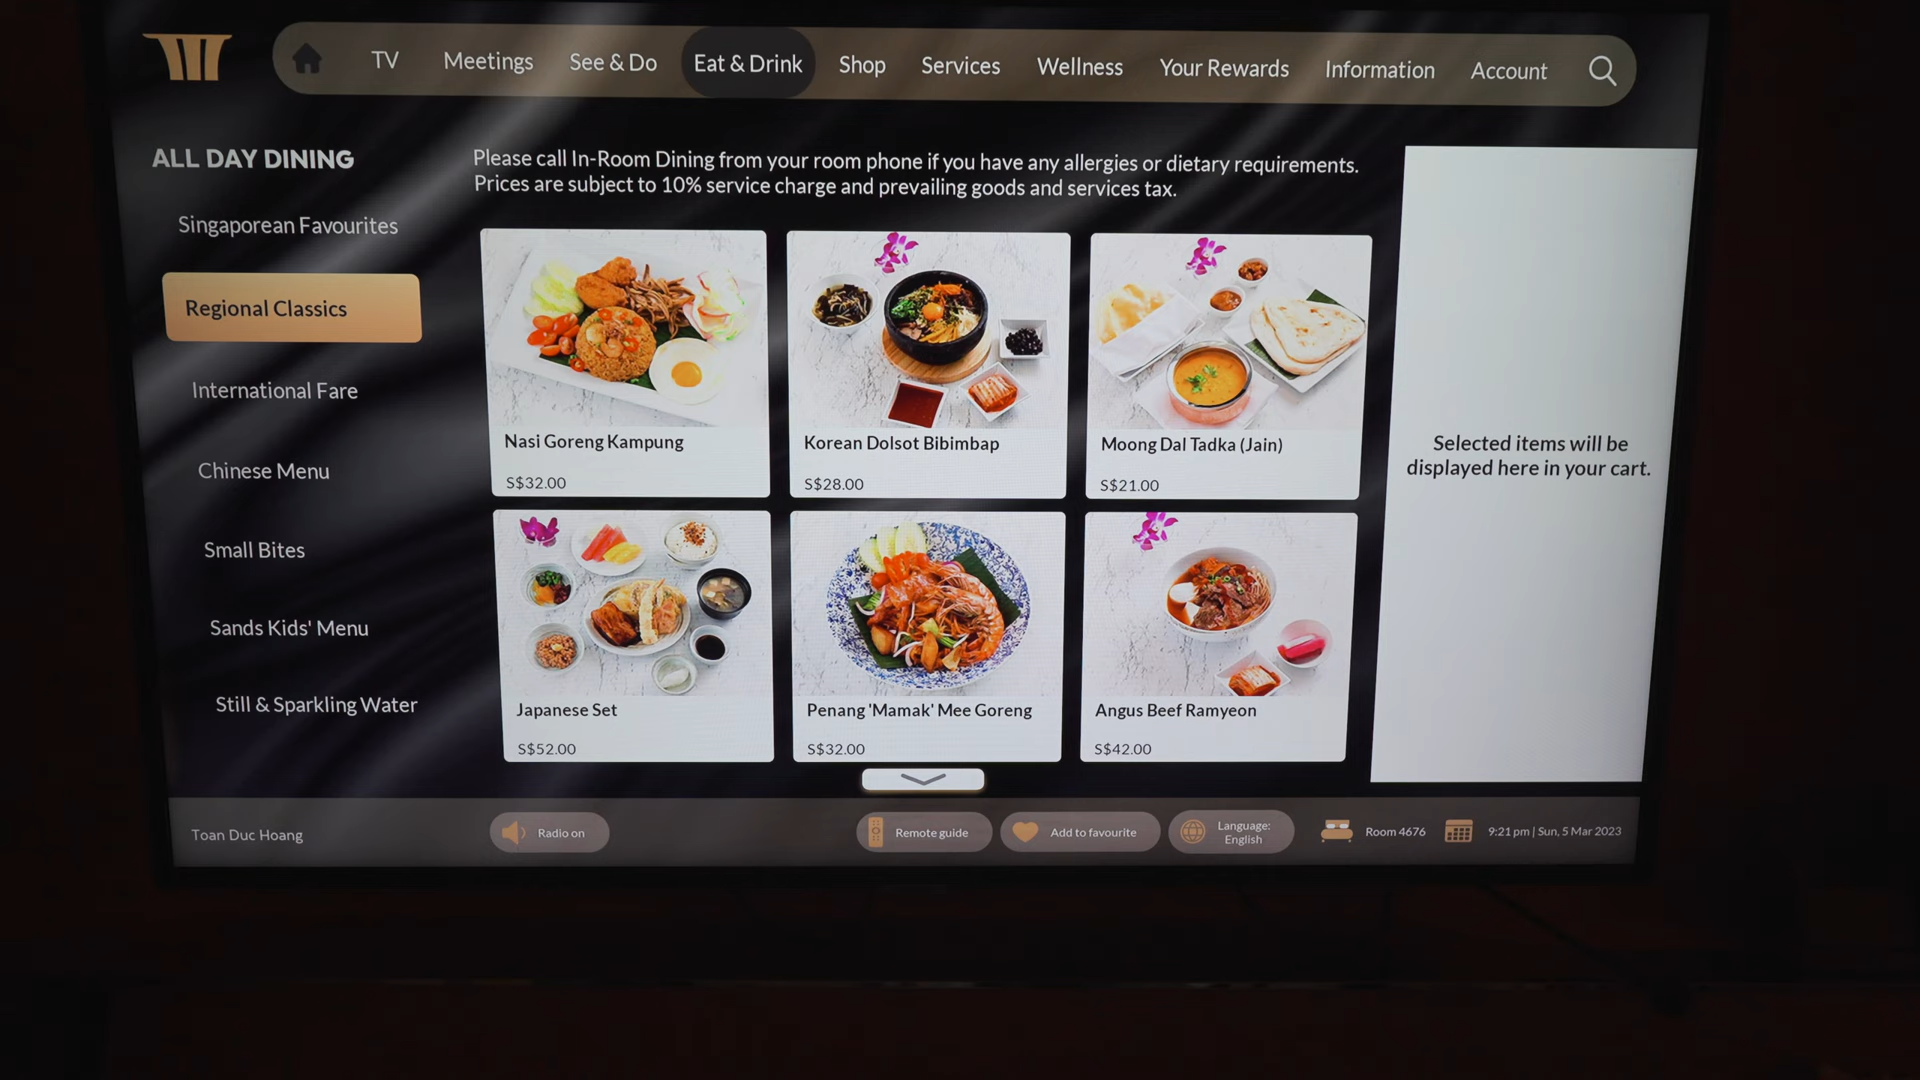 TV
Meetings
See & Do
Eat & Drink
Shop
Services
Wellness
Your Rewards
Information
Account
ALL DAY DINING
Singaporean Favourites
Regional Classics
International Fare
Chinese Menu
Small Bites
Sands Kids' Menu
Still & Sparkling Water
Please call In-Room Dining from your room phone if you have any allergies or dietary requirements.
Prices are subject to 10% service charge and prevailing goods and services tax.
Nasi Goreng Kampung
S$32.00
Korean Dolsot Bibimbap
S$28.00
Moong Dal Tadka (Jain)
S$21.00
Japanese Set
S$52.00
Penang 'Mamak' Mee Goreng
S$32.00
Angus Beef Ramyeon
S$42.00
Selected items will be
displayed here in your cart.
Toan Duc Hoang
Radio on
Remote guide
Add to favourite
Language:
English
Room 4676
9:21 pm | Sun, 5 Mar 2023